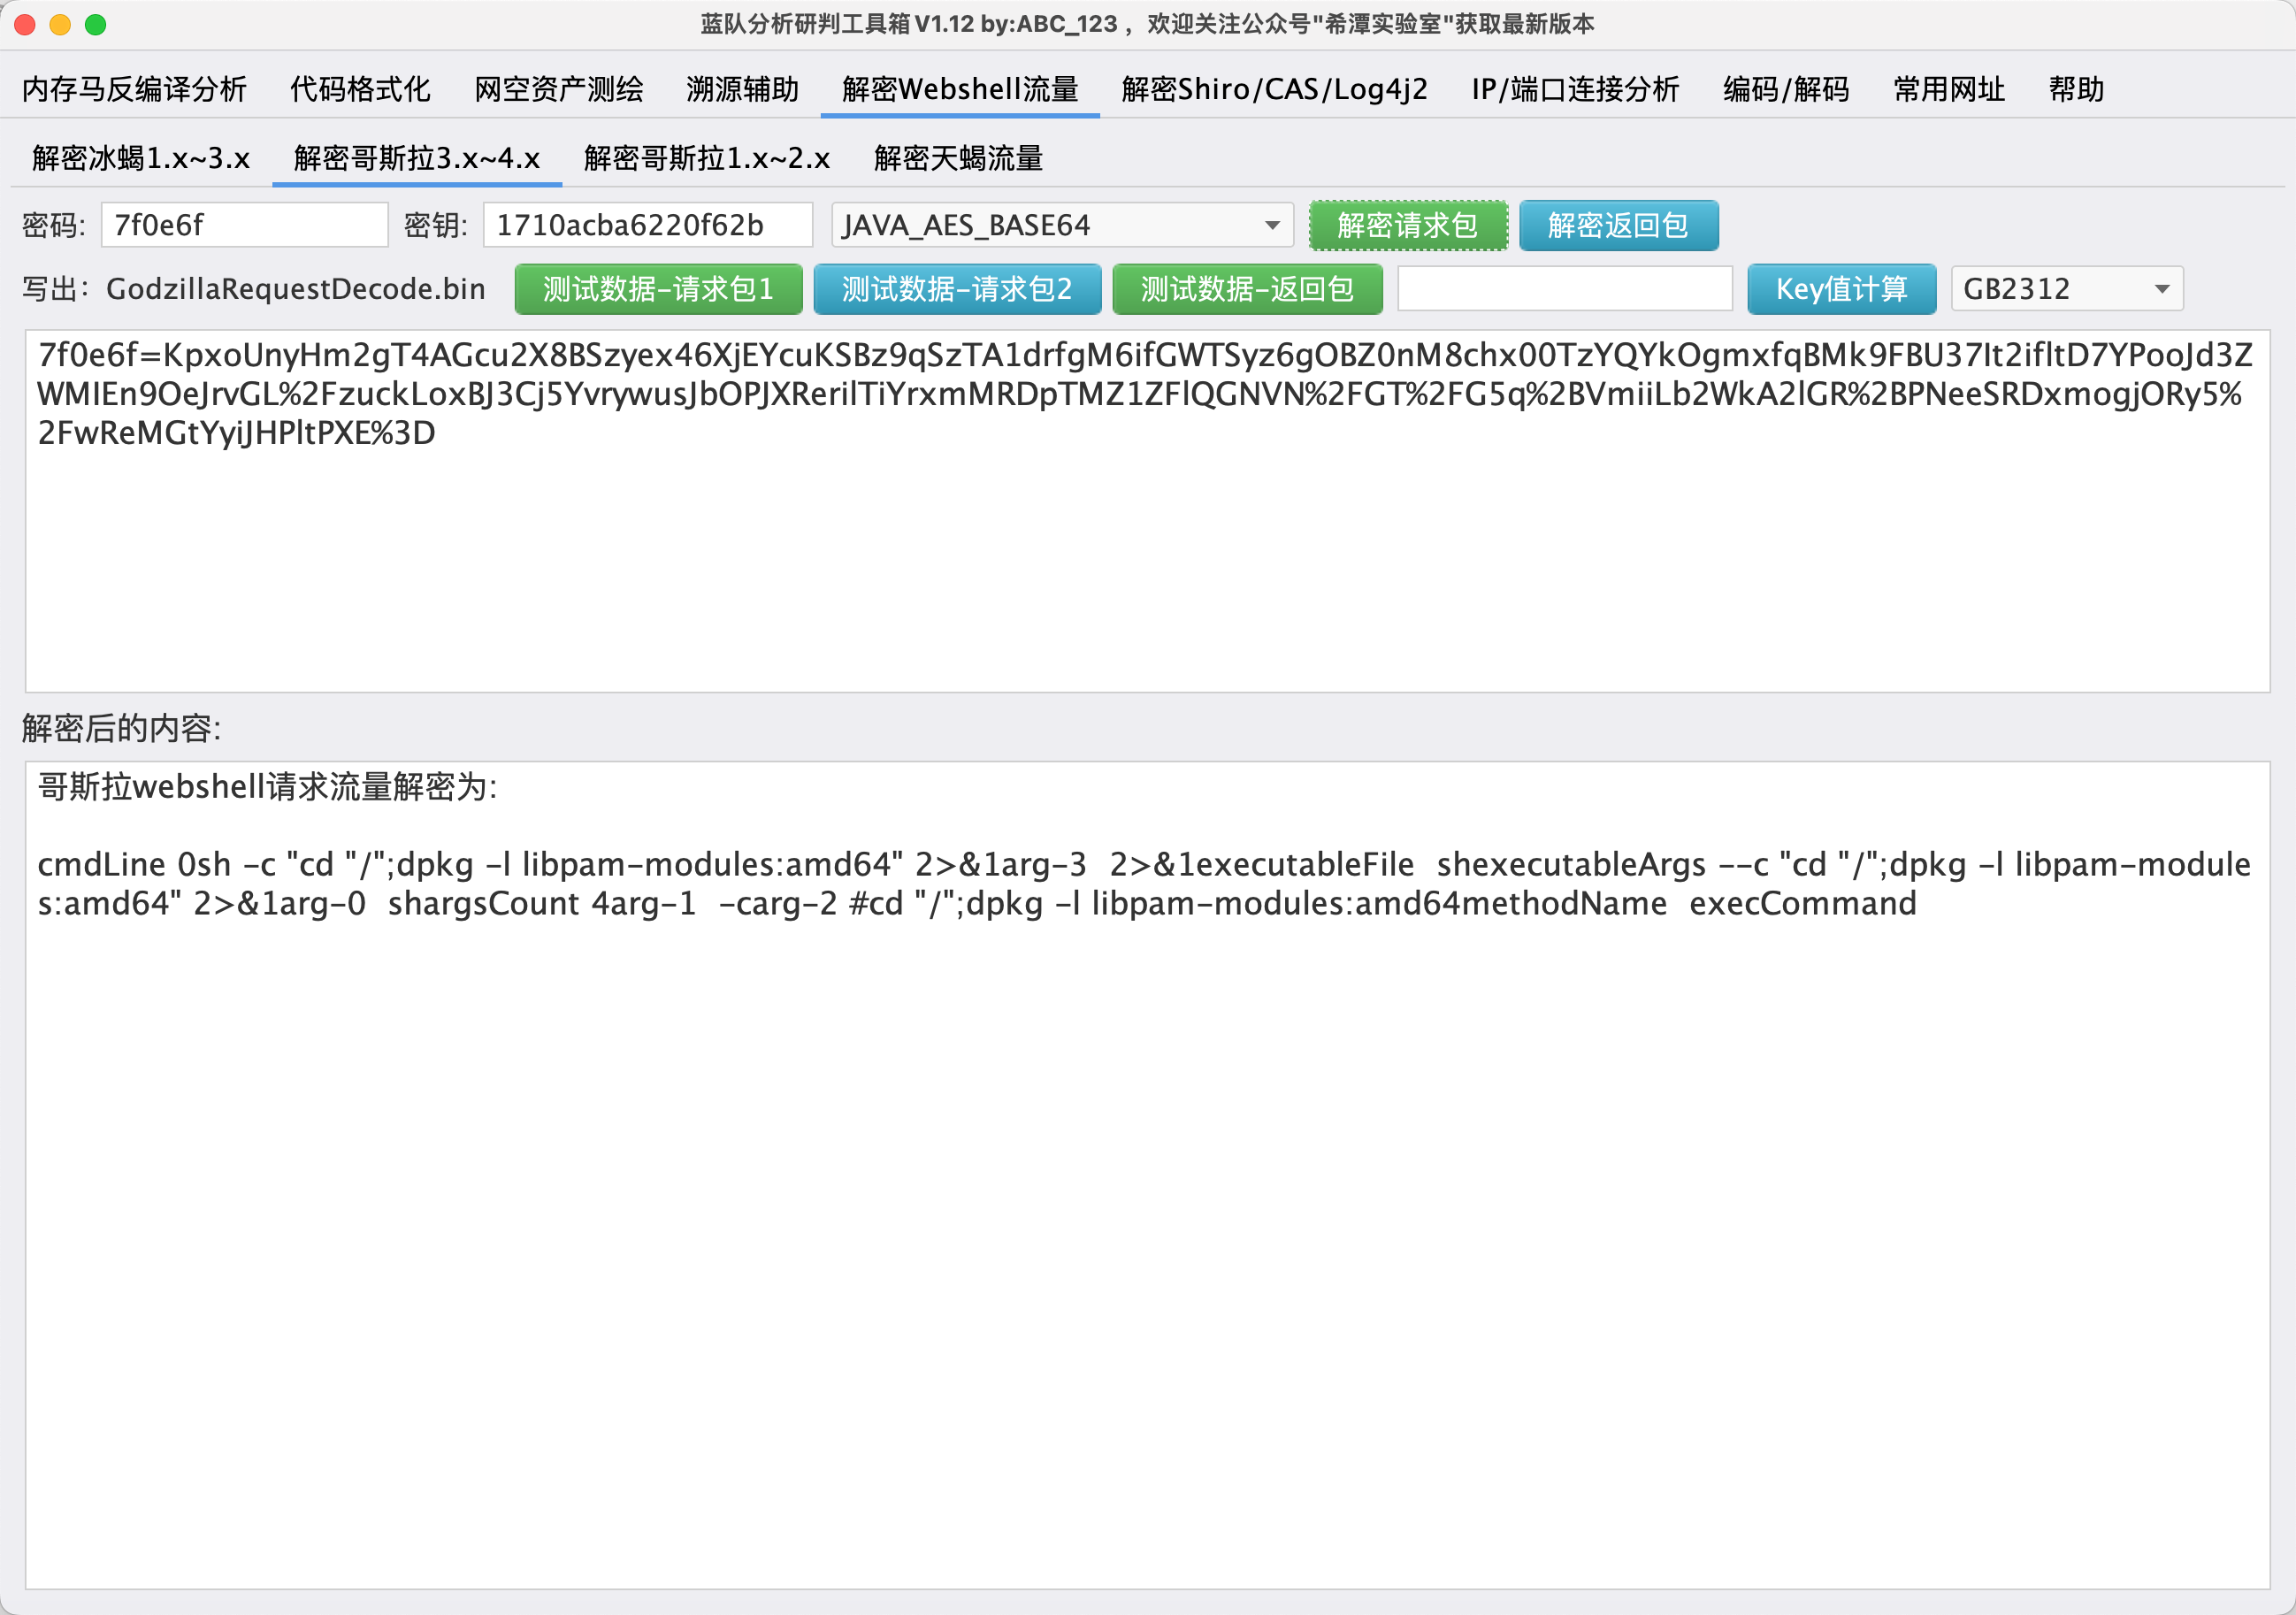 蓝队分析研判工具箱V1.12 by:ABC_123 ，欢迎关注公众号"希潭实验室"获取最新版本
内存马反编译分析 代码格式化 网空资产测绘 溯源辅助 解密Webshell流量 解密Shiro/CAS/Log4j2 IP/端口连接分析 编码/解码 常用网址 帮助
解密冰蝎1.x~3.x 解密哥斯拉3.x~4.x 解密哥斯拉1.x~2.x 解密天蝎流量
密码: 7f0e6f 密钥: 1710acba6220f62b JAVA_AES_BASE64 解密请求包 解密返回包
写出: GodzillaRequestDecode.bin 测试数据-请求包1 测试数据-请求包2 测试数据-返回包 Key值计算 GB2312
7f0e6f=KpxoUnyHm2gT4AGcu2X8BSzyex46XjEYcuKSBz9qSzTA1drfgM6ifGWTSyz6gOBZ0nM8chx00TzYQYkOgmxfqBMk9FBU37It2ifltD7YPooJd3Z
WMIEn9OeJrvGL%2FzuckLoxBJ3Cj5YvrywusJbOPJXRerilTiYrxmMRDpTMZ1ZFlQGNVN%2FGT%2FG5q%2BVmiiLb2WkA2lGR%2BPNeeSRDxmogjORy5%
2FwReMGtYyiJHPltPXE%3D
解密后的内容:
哥斯拉webshell请求流量解密为:
cmdLine 0sh -c "cd "/";dpkg -l libpam-modules:amd64" 2>&1arg-3  2>&1executableFile  shexecutableArgs --c "cd "/";dpkg -l libpam-module
s:amd64" 2>&1arg-0  shargsCount 4arg-1  -carg-2 #cd "/";dpkg -l libpam-modules:amd64methodName  execCommand